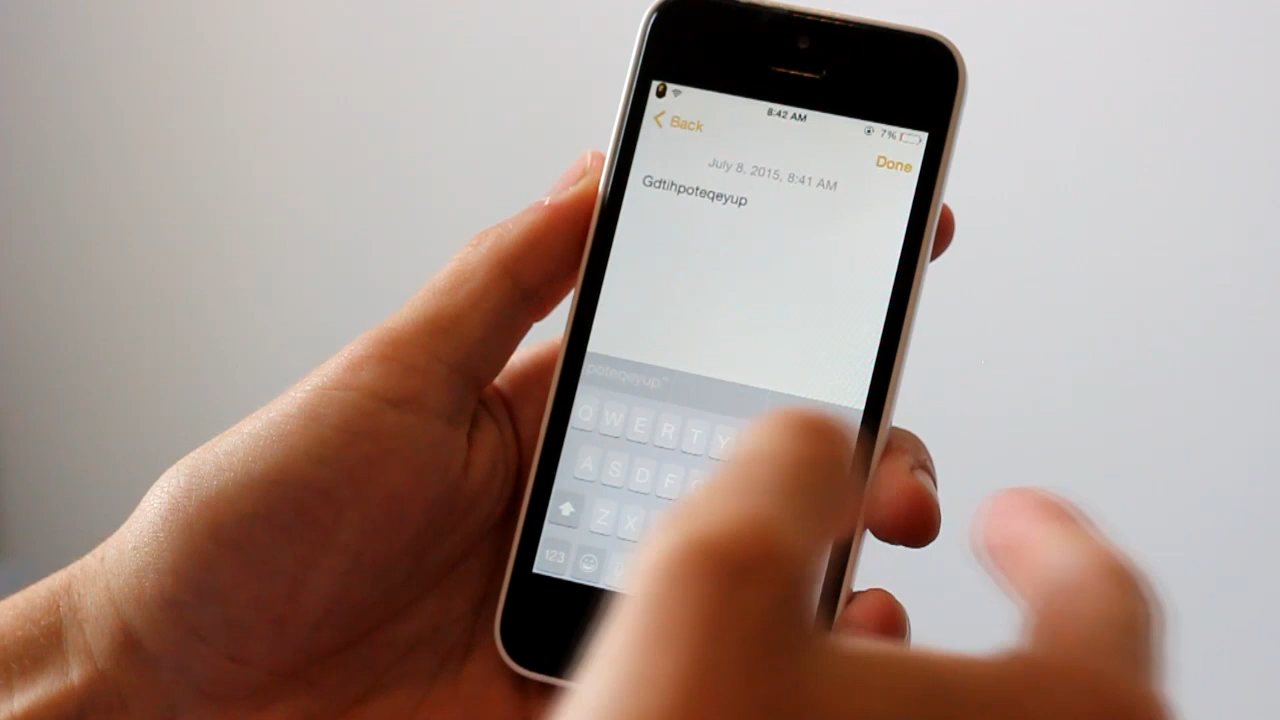 8:42 AM
7%
Back
Done
July 8, 2015, 8:41 AM
Gdtihpoteqeyup
poteqeyup"
Q W E R T Y
A S D F
Z X
123